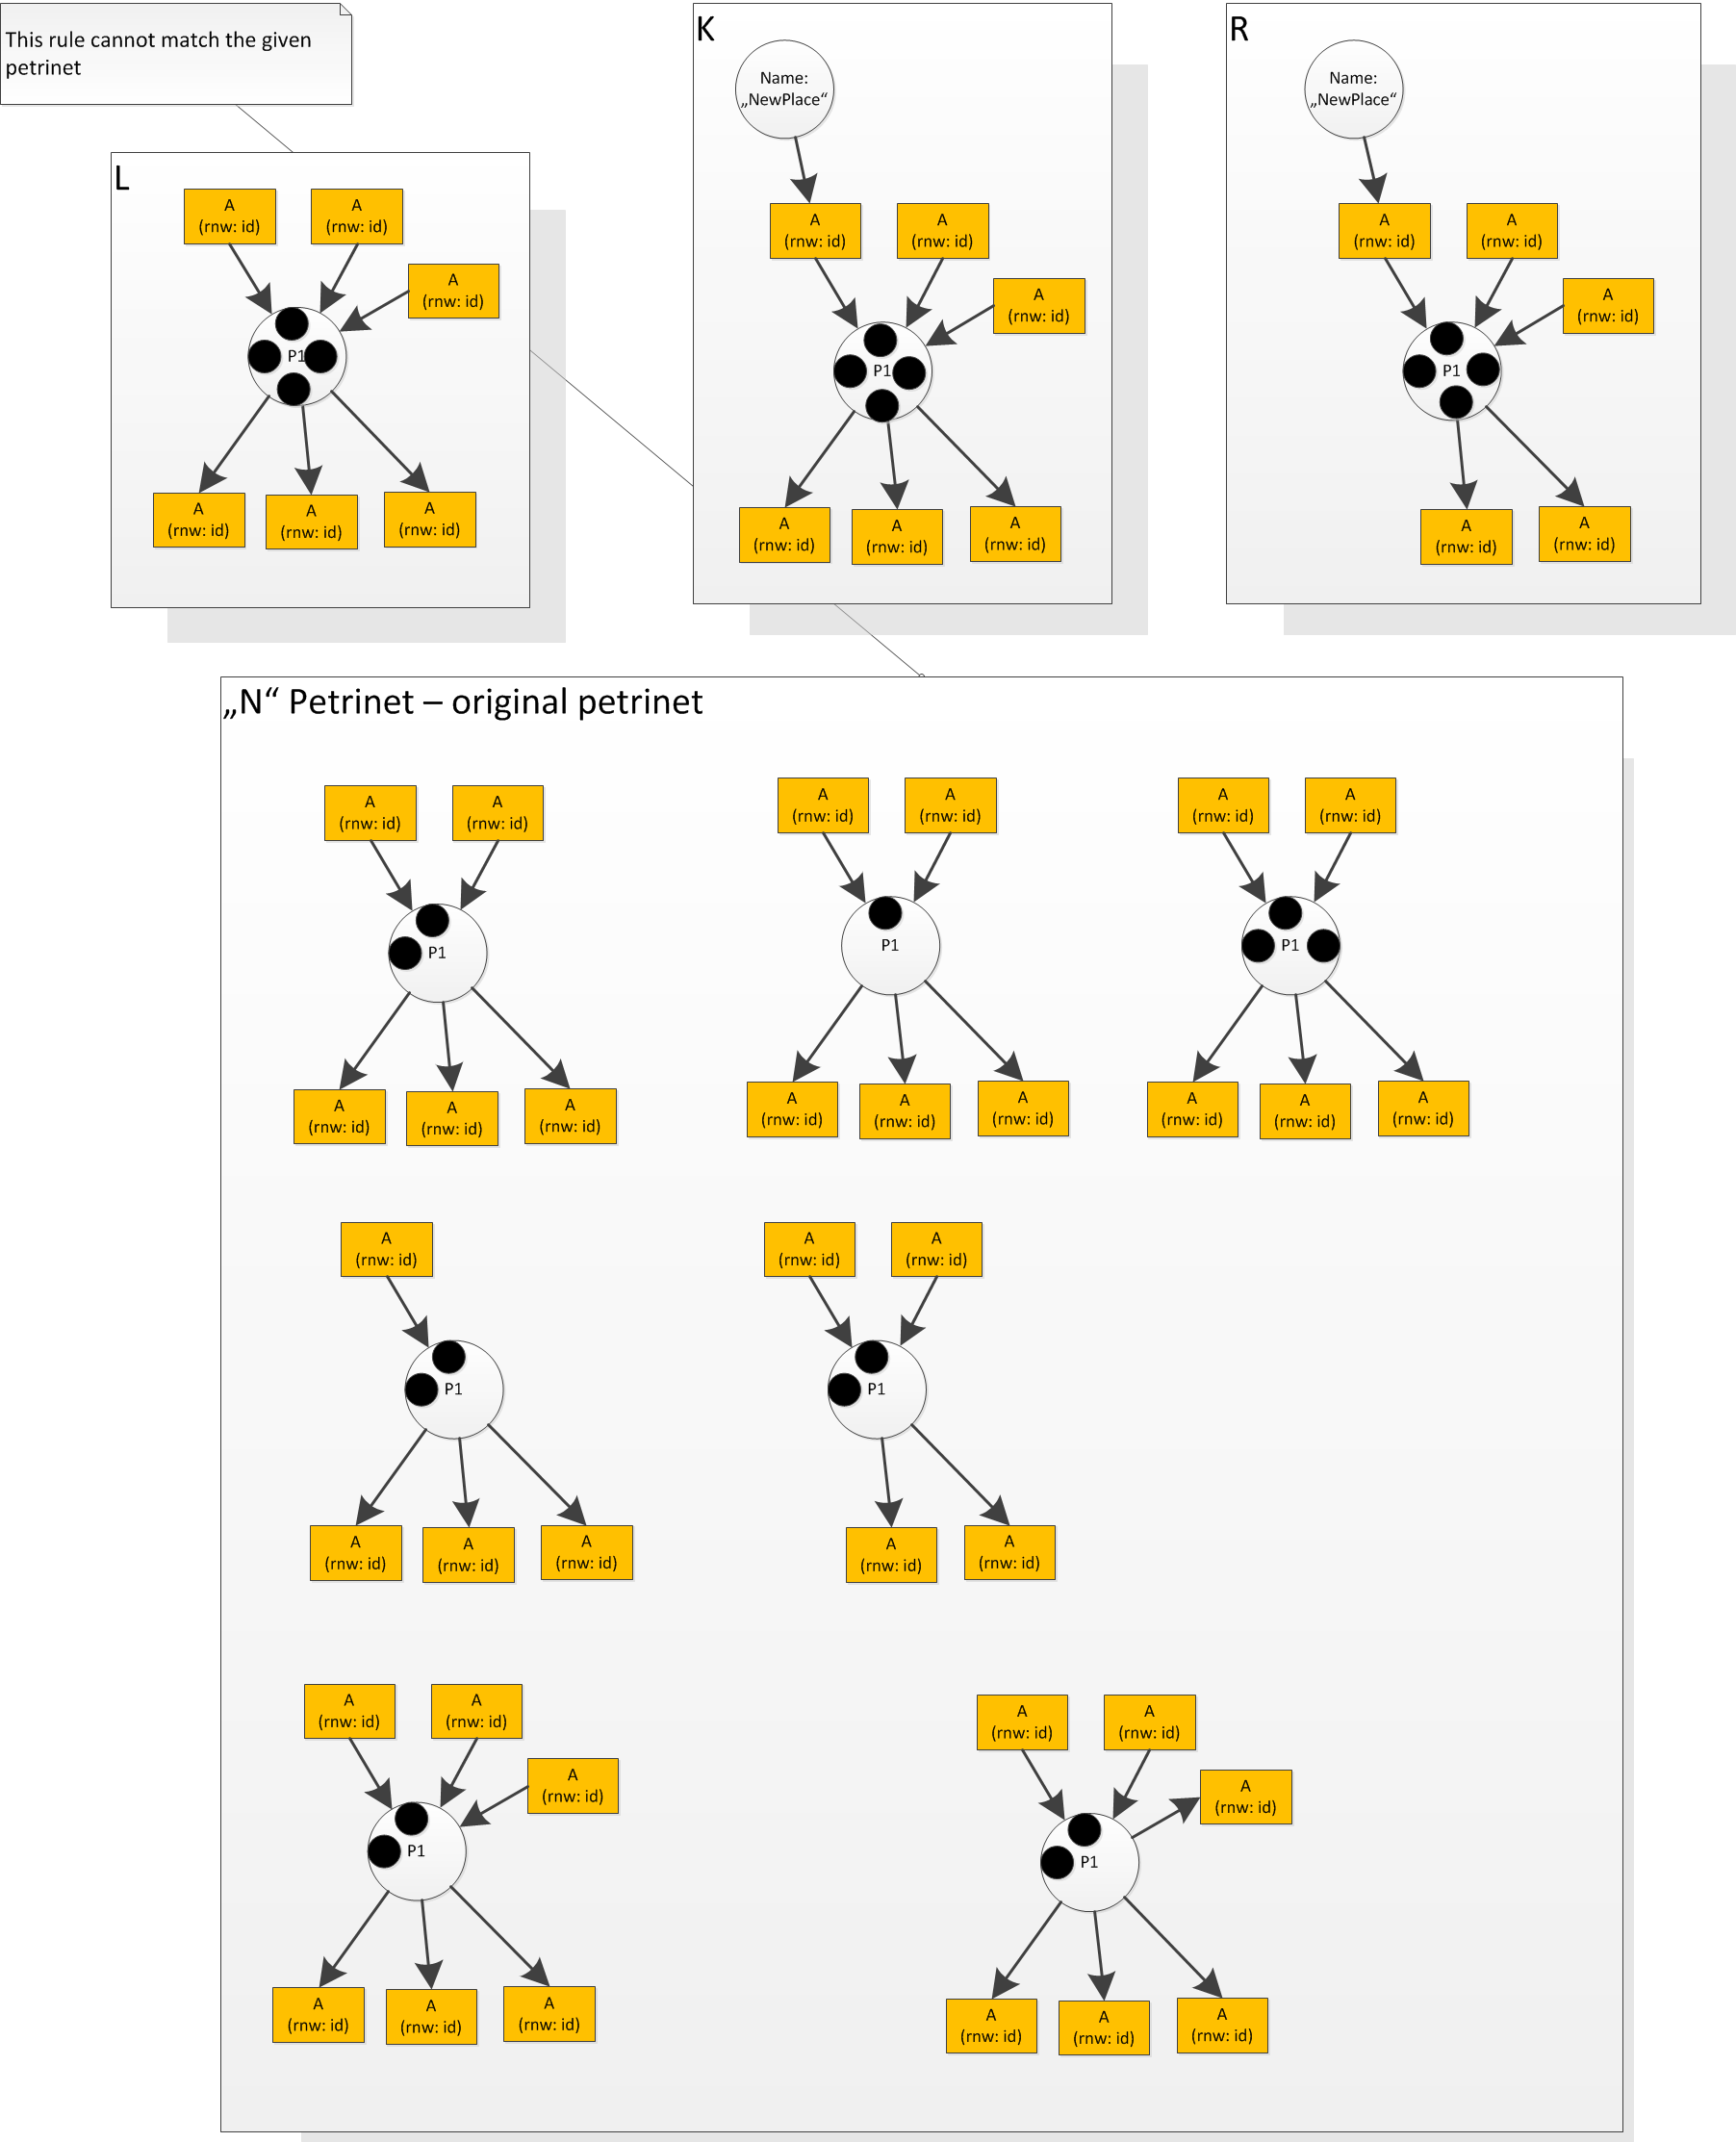 This rule cannot match the given
petrinet
L
A
(rnw: id)
A
(rnw: id)
A
(rnw: id)
P1
A
(rnw: id)
A
(rnw: id)
A
(rnw: id)
K
Name:
„NewPlace“
A
(rnw: id)
A
(rnw: id)
A
(rnw: id)
P1
A
(rnw: id)
A
(rnw: id)
A
(rnw: id)
R
Name:
„NewPlace“
A
(rnw: id)
A
(rnw: id)
A
(rnw: id)
P1
A
(rnw: id)
A
(rnw: id)
„N“ Petrinet – original petrinet
A
(rnw: id)
A
(rnw: id)
P1
A
(rnw: id)
A
(rnw: id)
A
(rnw: id)
A
(rnw: id)
A
(rnw: id)
P1
A
(rnw: id)
A
(rnw: id)
A
(rnw: id)
A
(rnw: id)
A
(rnw: id)
P1
A
(rnw: id)
A
(rnw: id)
A
(rnw: id)
A
(rnw: id)
P1
A
(rnw: id)
A
(rnw: id)
A
(rnw: id)
A
(rnw: id)
A
(rnw: id)
P1
A
(rnw: id)
A
(rnw: id)
A
(rnw: id)
A
(rnw: id)
A
(rnw: id)
P1
A
(rnw: id)
A
(rnw: id)
A
(rnw: id)
A
(rnw: id)
A
(rnw: id)
A
(rnw: id)
P1
A
(rnw: id)
A
(rnw: id)
A
(rnw: id)